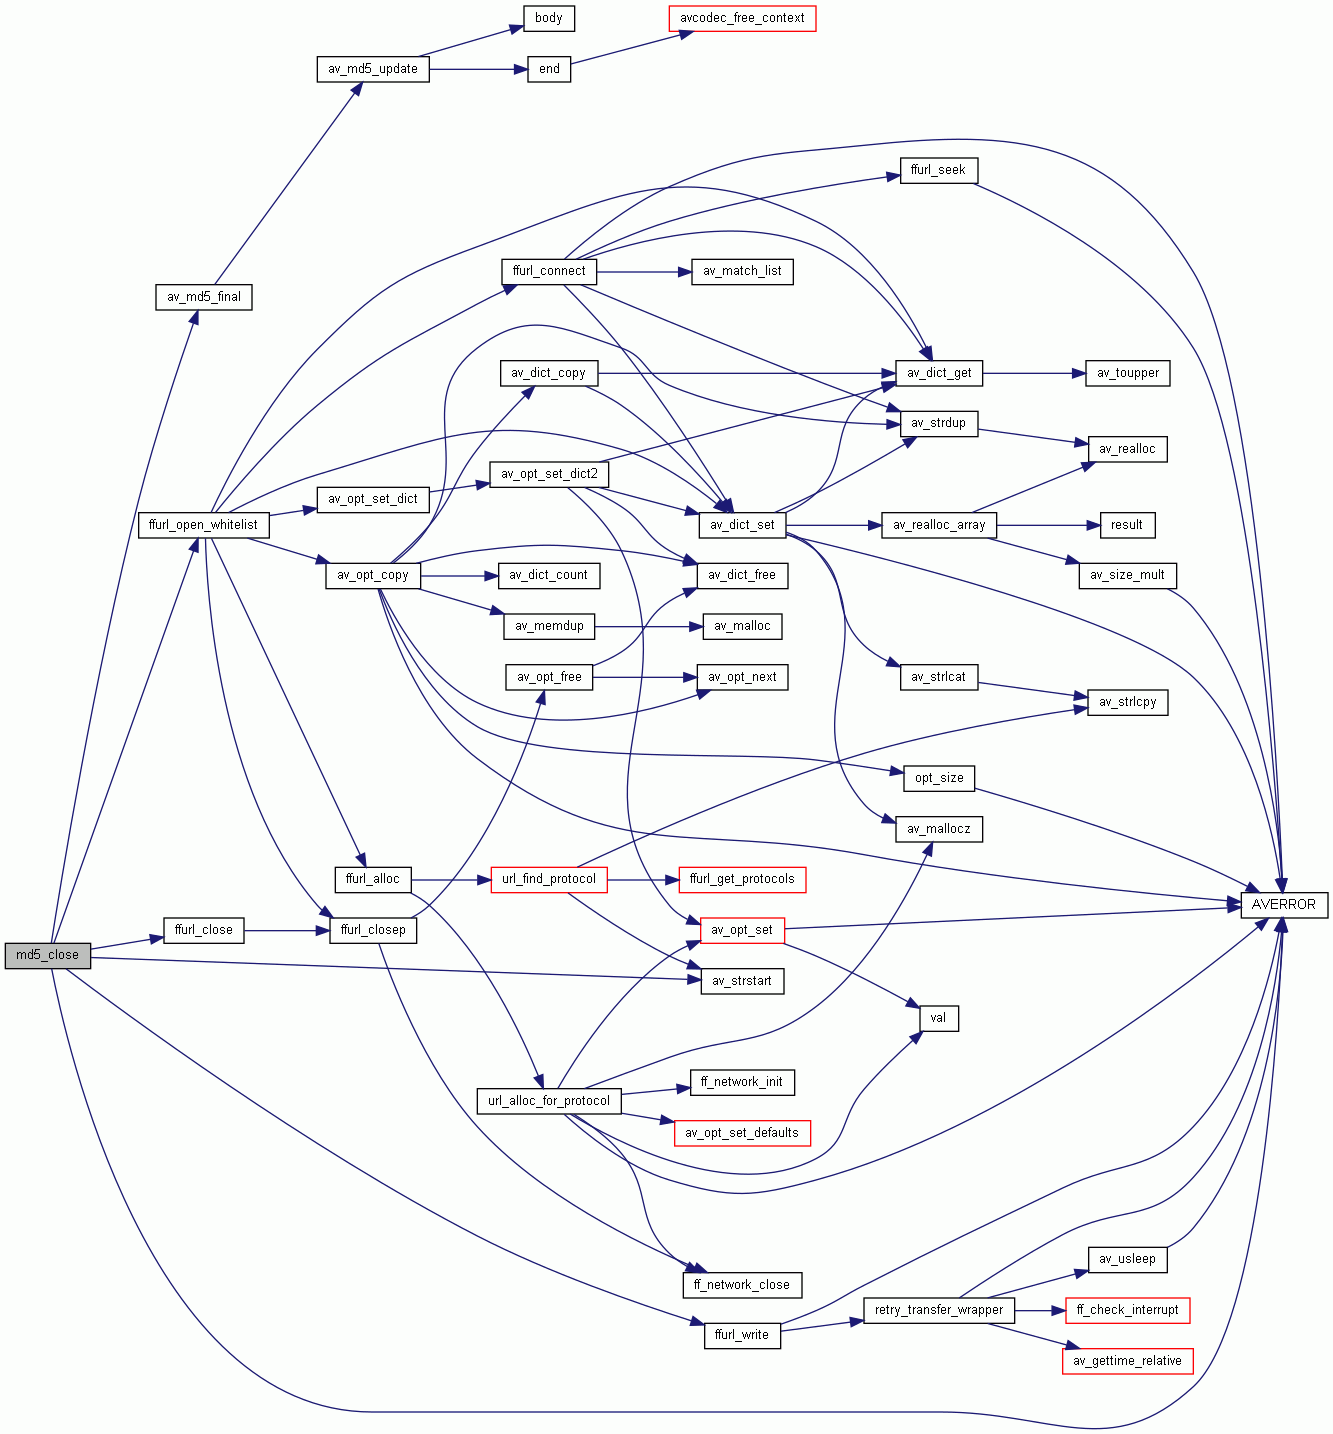 body
avcodec_free_context
av_md5_update
end
ffurl_seek
ffurl_connect
av_match_list
av_md5_final
av_dict_copy
av_dict_get
av_toupper
av_strdup
av_realloc
av_opt_set_dict2
av_opt_set_dict
ffurl_open_whitelist
av_dict_set
av_realloc_array
result
av_opt_copy
av_dict_count
av_dict_free
av_size_mult
av_memdup
av_malloc
av_opt_free
av_opt_next
av_strlcat
av_strlcpy
opt_size
av_mallocz
ffurl_alloc
url_find_protocol
ffurl_get_protocols
AVERROR
ffurl_close
ffurl_closep
av_opt_set
md5_close
av_strstart
val
ff_network_init
url_alloc_for_protocol
av_opt_set_defaults
av_usleep
ff_network_close
retry_transfer_wrapper
ff_check_interrupt
ffurl_write
av_gettime_relative